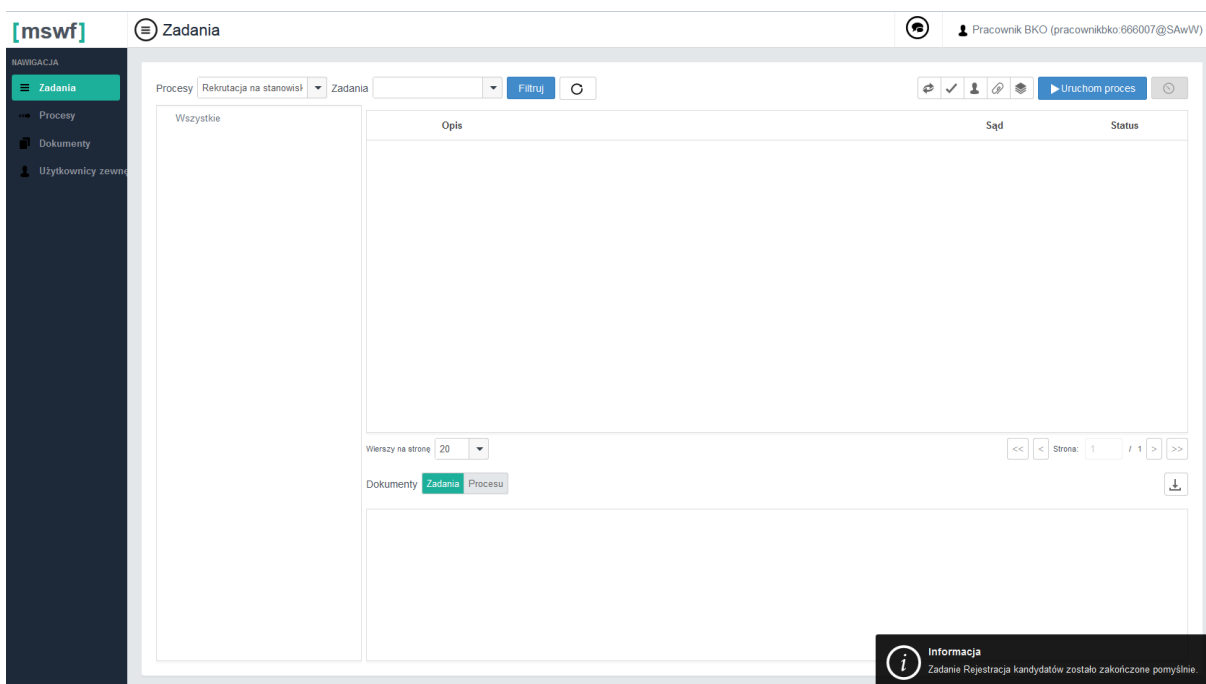 [mswf]
Zadania
Pracownik BKO (pracownikbko:666007@SAwW)
NAWIGACJA
Zadania
Procesy
Dokumenty
Użytkownicy zewnę
Procesy Rekrutacja na stanowisk Zadania Filtruj Uruchom proces
Wszystkie
Opis Sąd Status
Wierszy na stronę 20 << < Strona: 1 / 1 > >>
Dokumenty Zadania Procesu
Informacja
Zadanie Rejestracja kandydatów zostało zakończone pomyślnie.